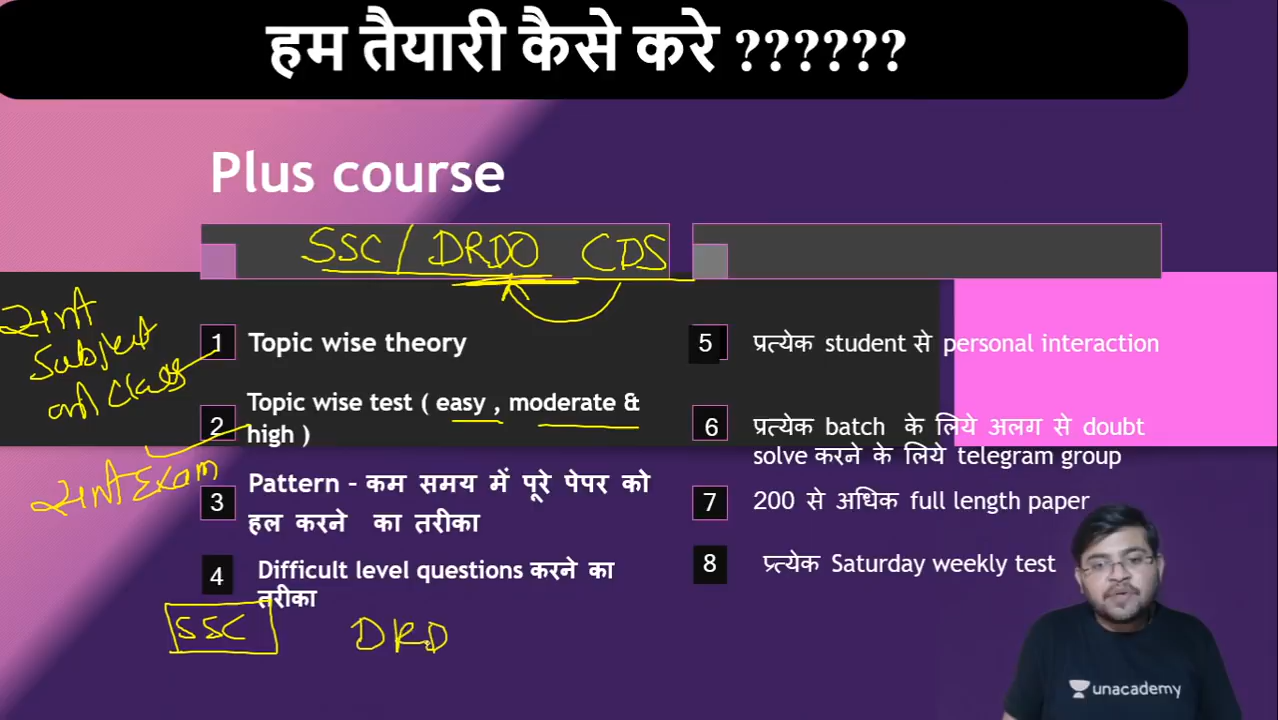 हम तैयारी कैसे करे ??????
Plus course
SSC / DRDO CDS
1 Topic wise theory
2 Topic wise test ( easy , moderate &
high )
3 Pattern - कम समय में पूरे पेपर को
हल करने का तरीका
4 Difficult level questions करने का
तरीका
5 प्रत्येक student से personal interaction
6 प्रत्येक batch के लिये अलग से doubt
solve करने के लिये telegram group
7 200 से अधिक full length paper
8 प्रत्येक Saturday weekly test
Subject
class
Exam
SSC DRD
unacademy